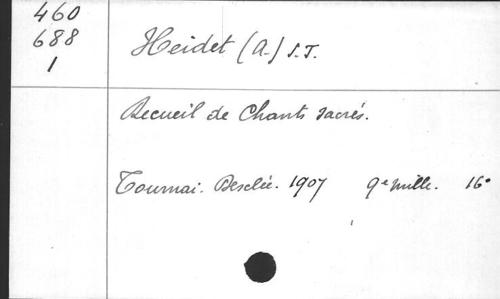 460
688
1
Heidet (A.) S.J.
Recueil de Chants sacrés.
Tournai. Desclée. 1907 9e mille. 16°